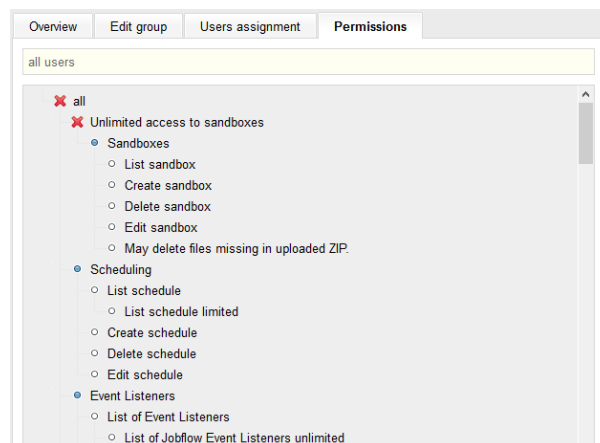 Overview Edit group Users assignment Permissions
all users
all
Unlimited access to sandboxes
Sandboxes
List sandbox
Create sandbox
Delete sandbox
Edit sandbox
May delete files missing in uploaded ZIP.
Scheduling
List schedule
List schedule limited
Create schedule
Delete schedule
Edit schedule
Event Listeners
List of Event Listeners
List of Jobflow Event Listeners unlimited